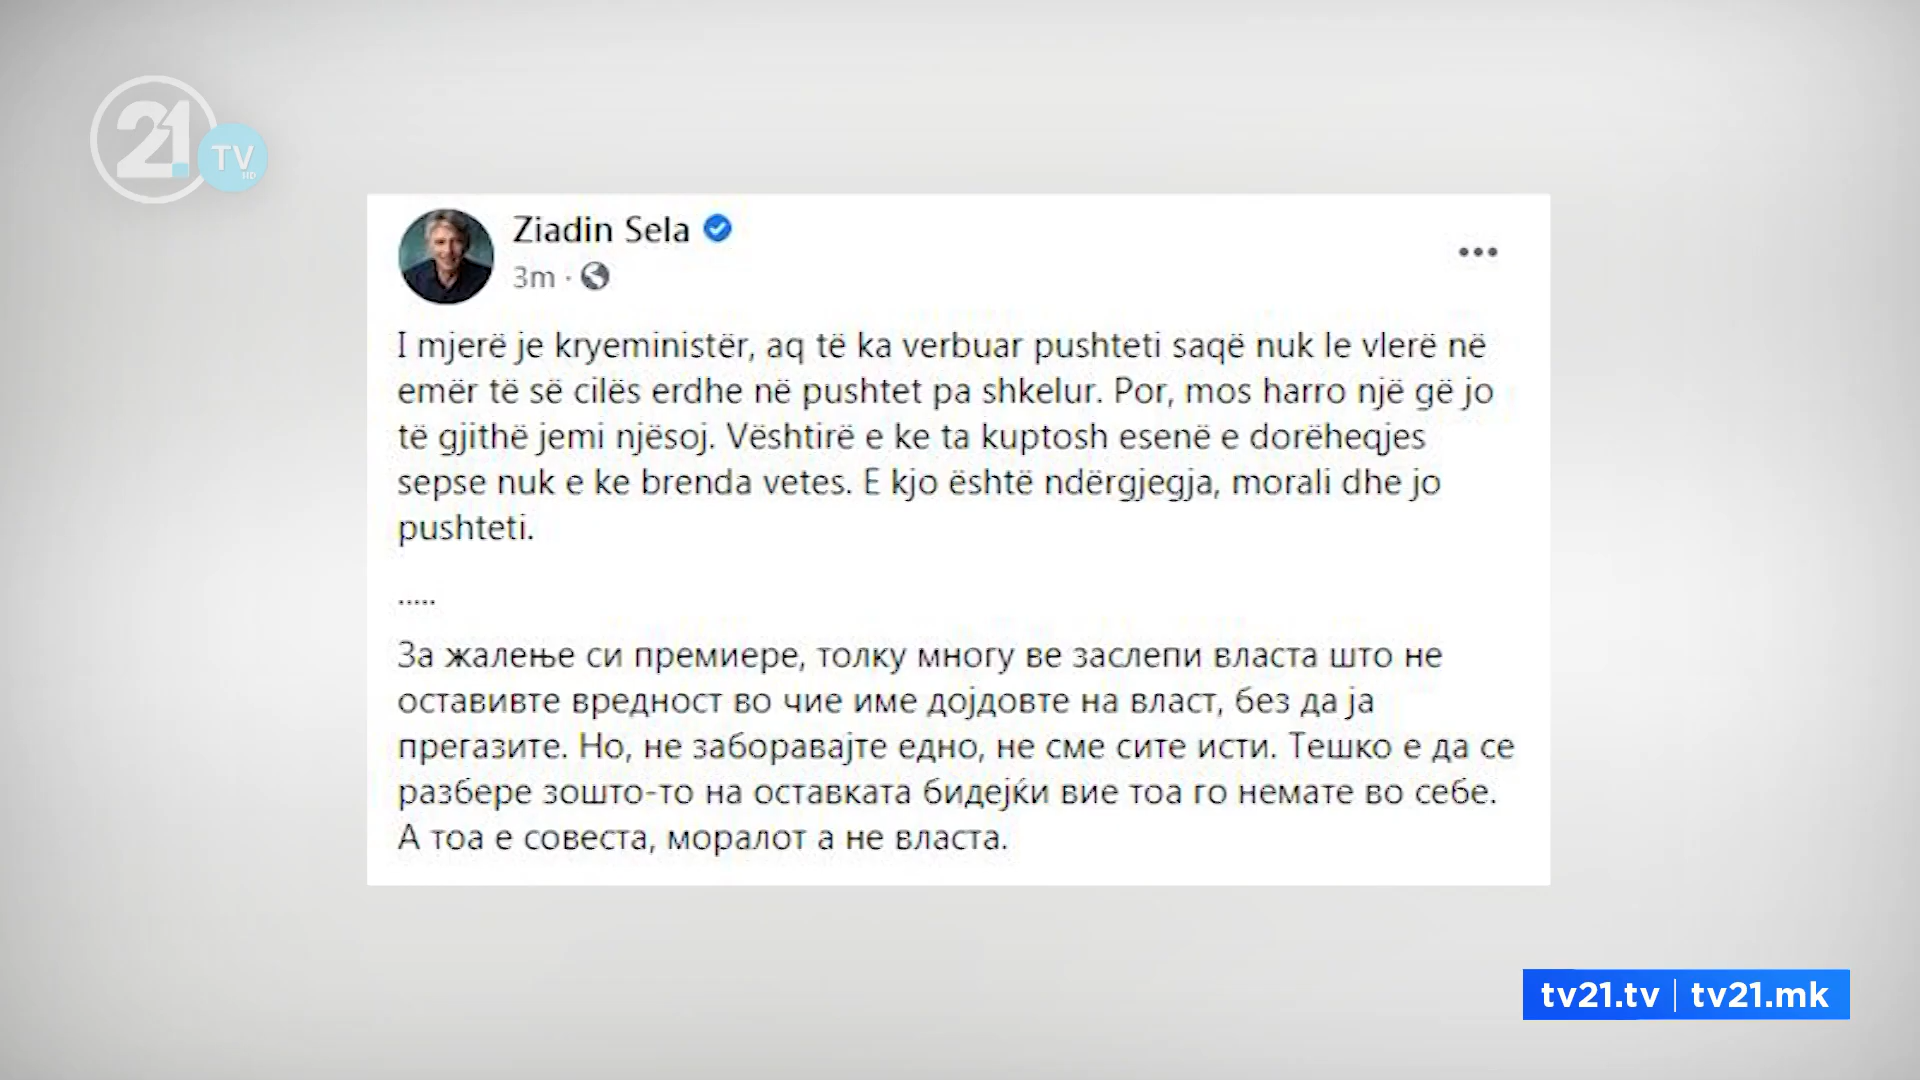 21 TV HD
Ziadin Sela
3m ·
I mjerë je kryeministër, aq të ka verbuar pushteti saqë nuk le vlerë në
emër të së cilës erdhe në pushtet pa shkelur. Por, mos harro një gë jo
të gjithë jemi njësoj. Vështirë e ke ta kuptosh esenë e dorëheqjes
sepse nuk e ke brenda vetes. E kjo është ndërgjegja, morali dhe jo
pushteti.
.....
За жалење си премиере, толку многу ве заслепи власта што не
оставивте вредност во чие име дојдовте на власт, без да ја
прегазите. Но, не заборавајте едно, не сме сите исти. Тешко е да се
разбере зошто-то на оставката бидејќи вие тоа го немате во себе.
А тоа е совеста, моралот а не власта.
tv21.tv | tv21.mk